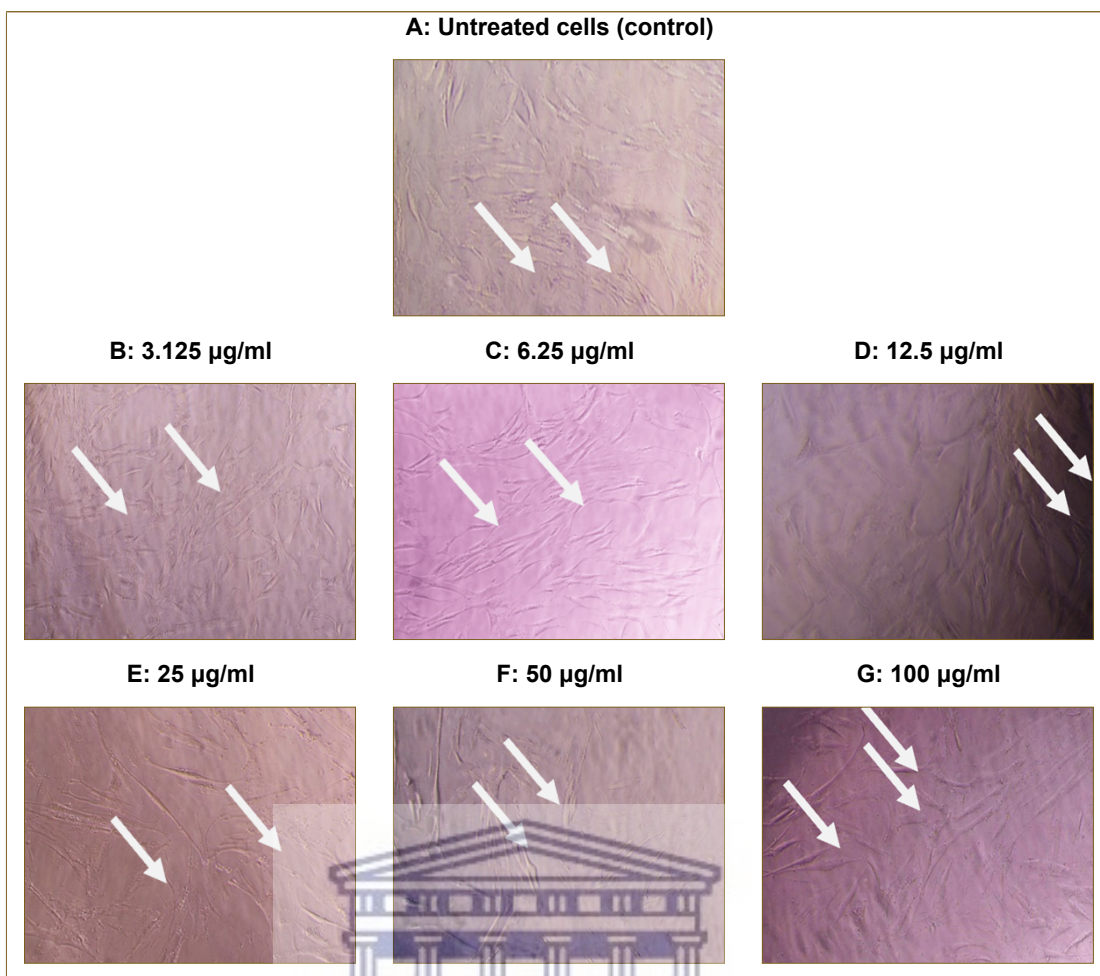 A: Untreated cells (control)
B: 3.125 µg/ml
C: 6.25 µg/ml
D: 12.5 µg/ml
E: 25 µg/ml
F: 50 µg/ml
G: 100 µg/ml